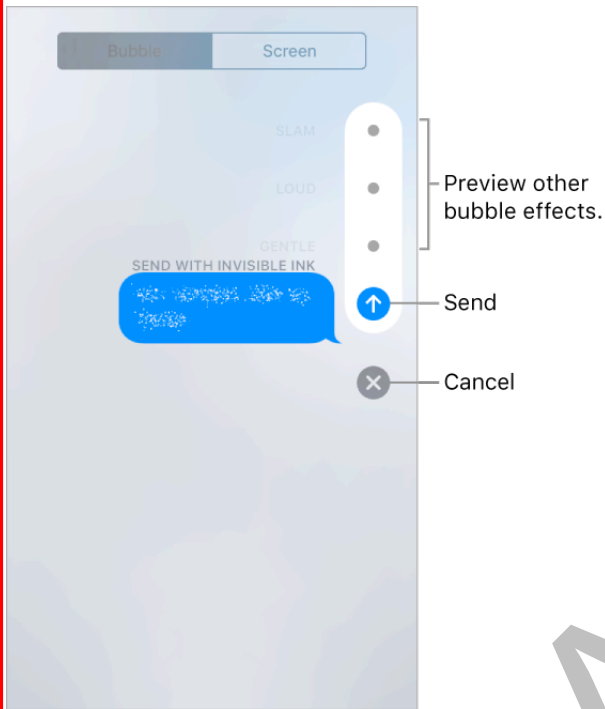 Bubble
Screen
SLAM
LOUD
GENTLE
SEND WITH INVISIBLE INK
Preview other
bubble effects.
Send
Cancel